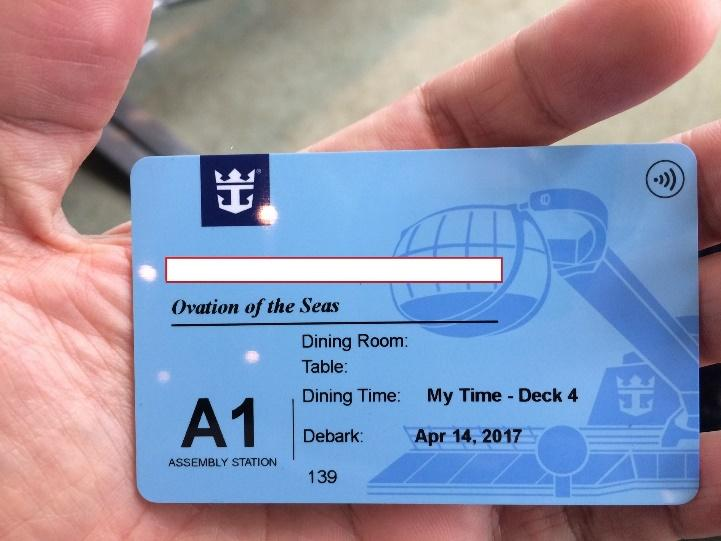 Ovation of the Seas
Dining Room:
Table:
Dining Time: My Time - Deck 4
A1
ASSEMBLY STATION
Debark: Apr 14, 2017
139